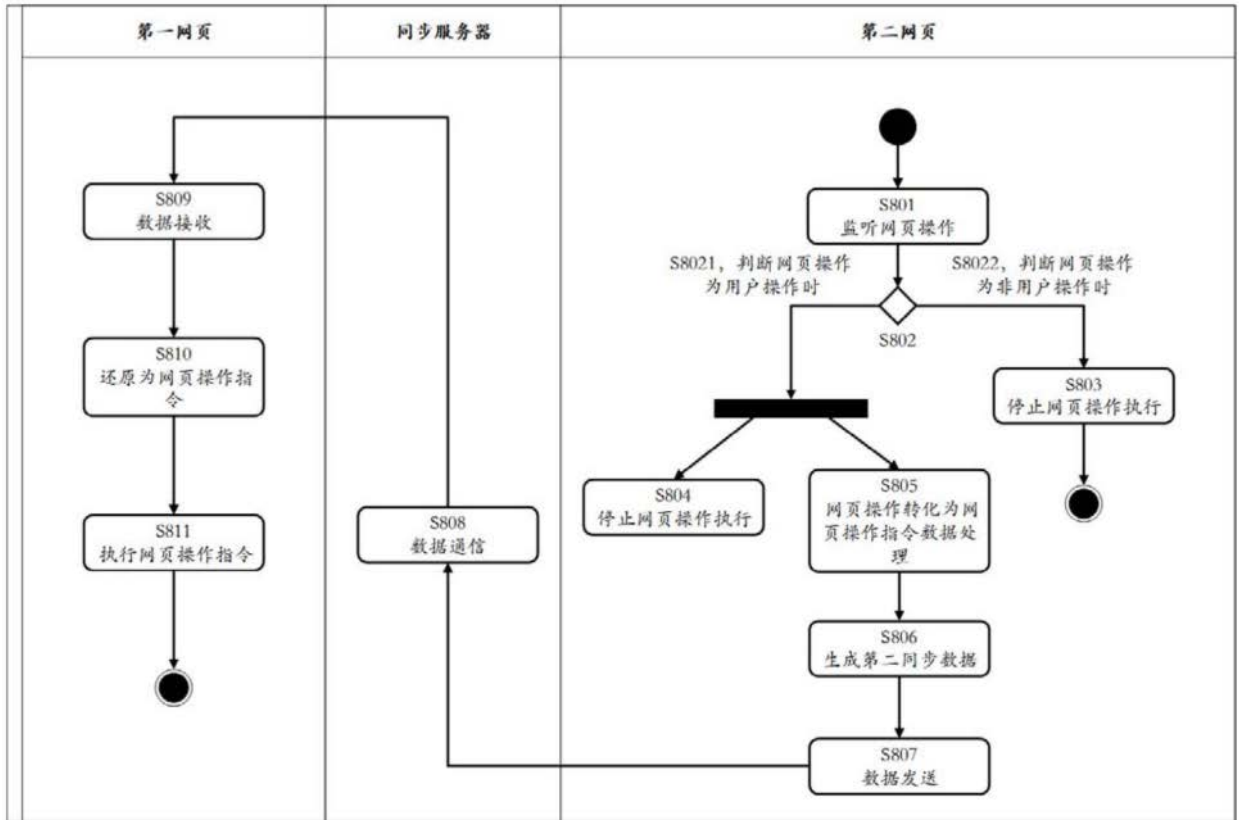 第一网页
同步服务器
第二网页
S809
数据接收
S810
还原为网页操作指
令
S811
执行网页操作指令
S808
数据通信
S801
监听网页操作
S8021，判断网页操作
为用户操作时
S8022，判断网页操作
为非用户操作时
S802
S803
停止网页操作执行
S804
停止网页操作执行
S805
网页操作转化为网
页操作指令数据处
理
S806
生成第二同步数据
S807
数据发送